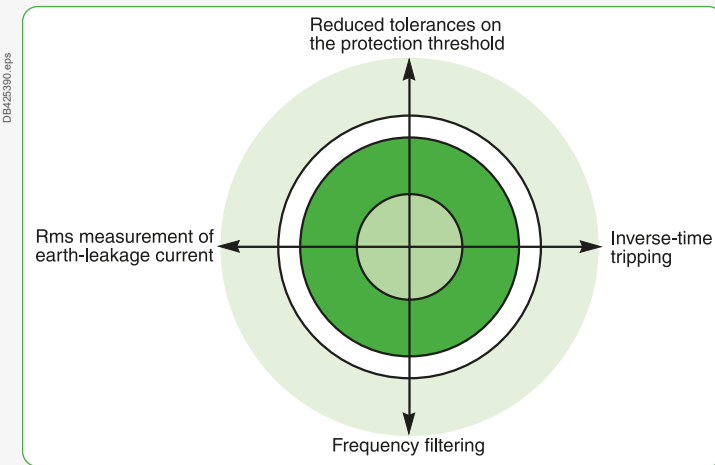 Reduced tolerances on
the protection threshold
DB425390.eps
Rms measurement of
earth-leakage current
Inverse-time
tripping
Frequency filtering